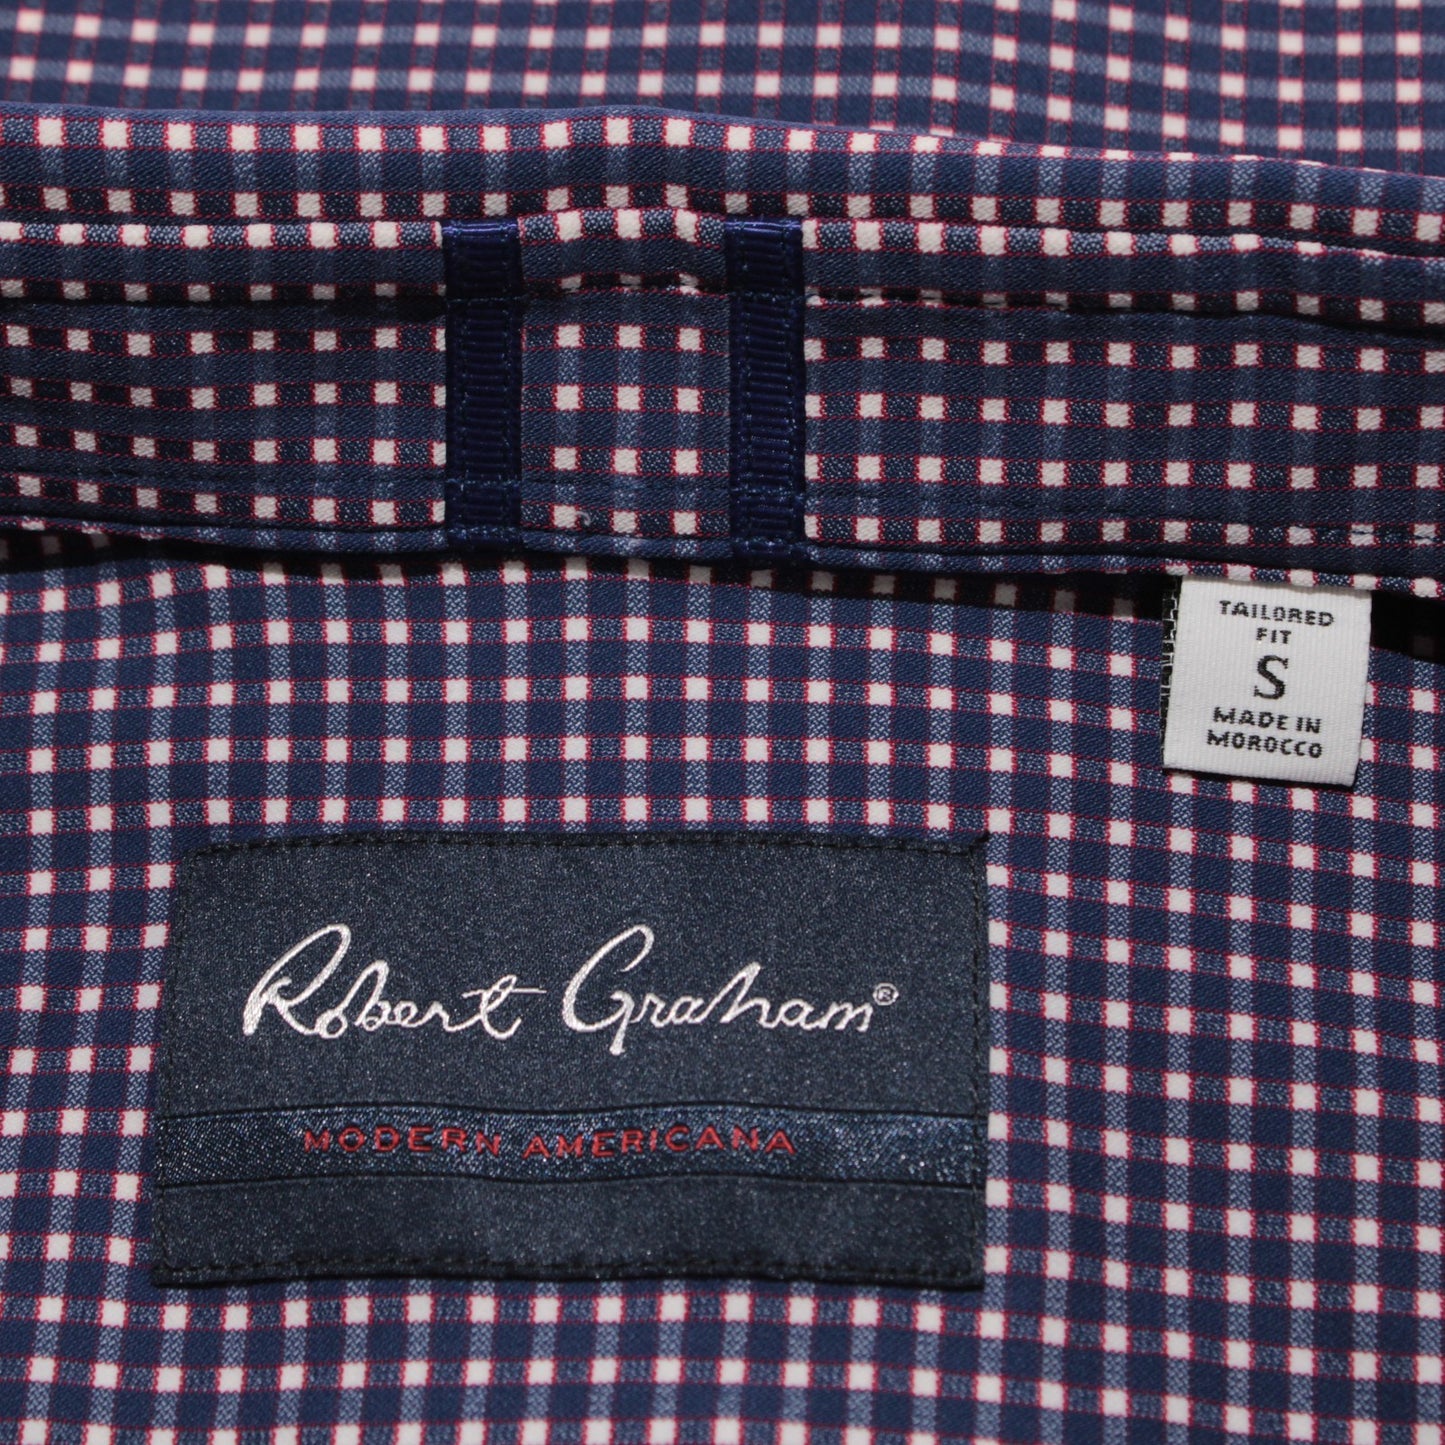 TAILORED
FIT
S
MADE IN
MOROCCO
Robert Graham®
MODERN AMERICANA